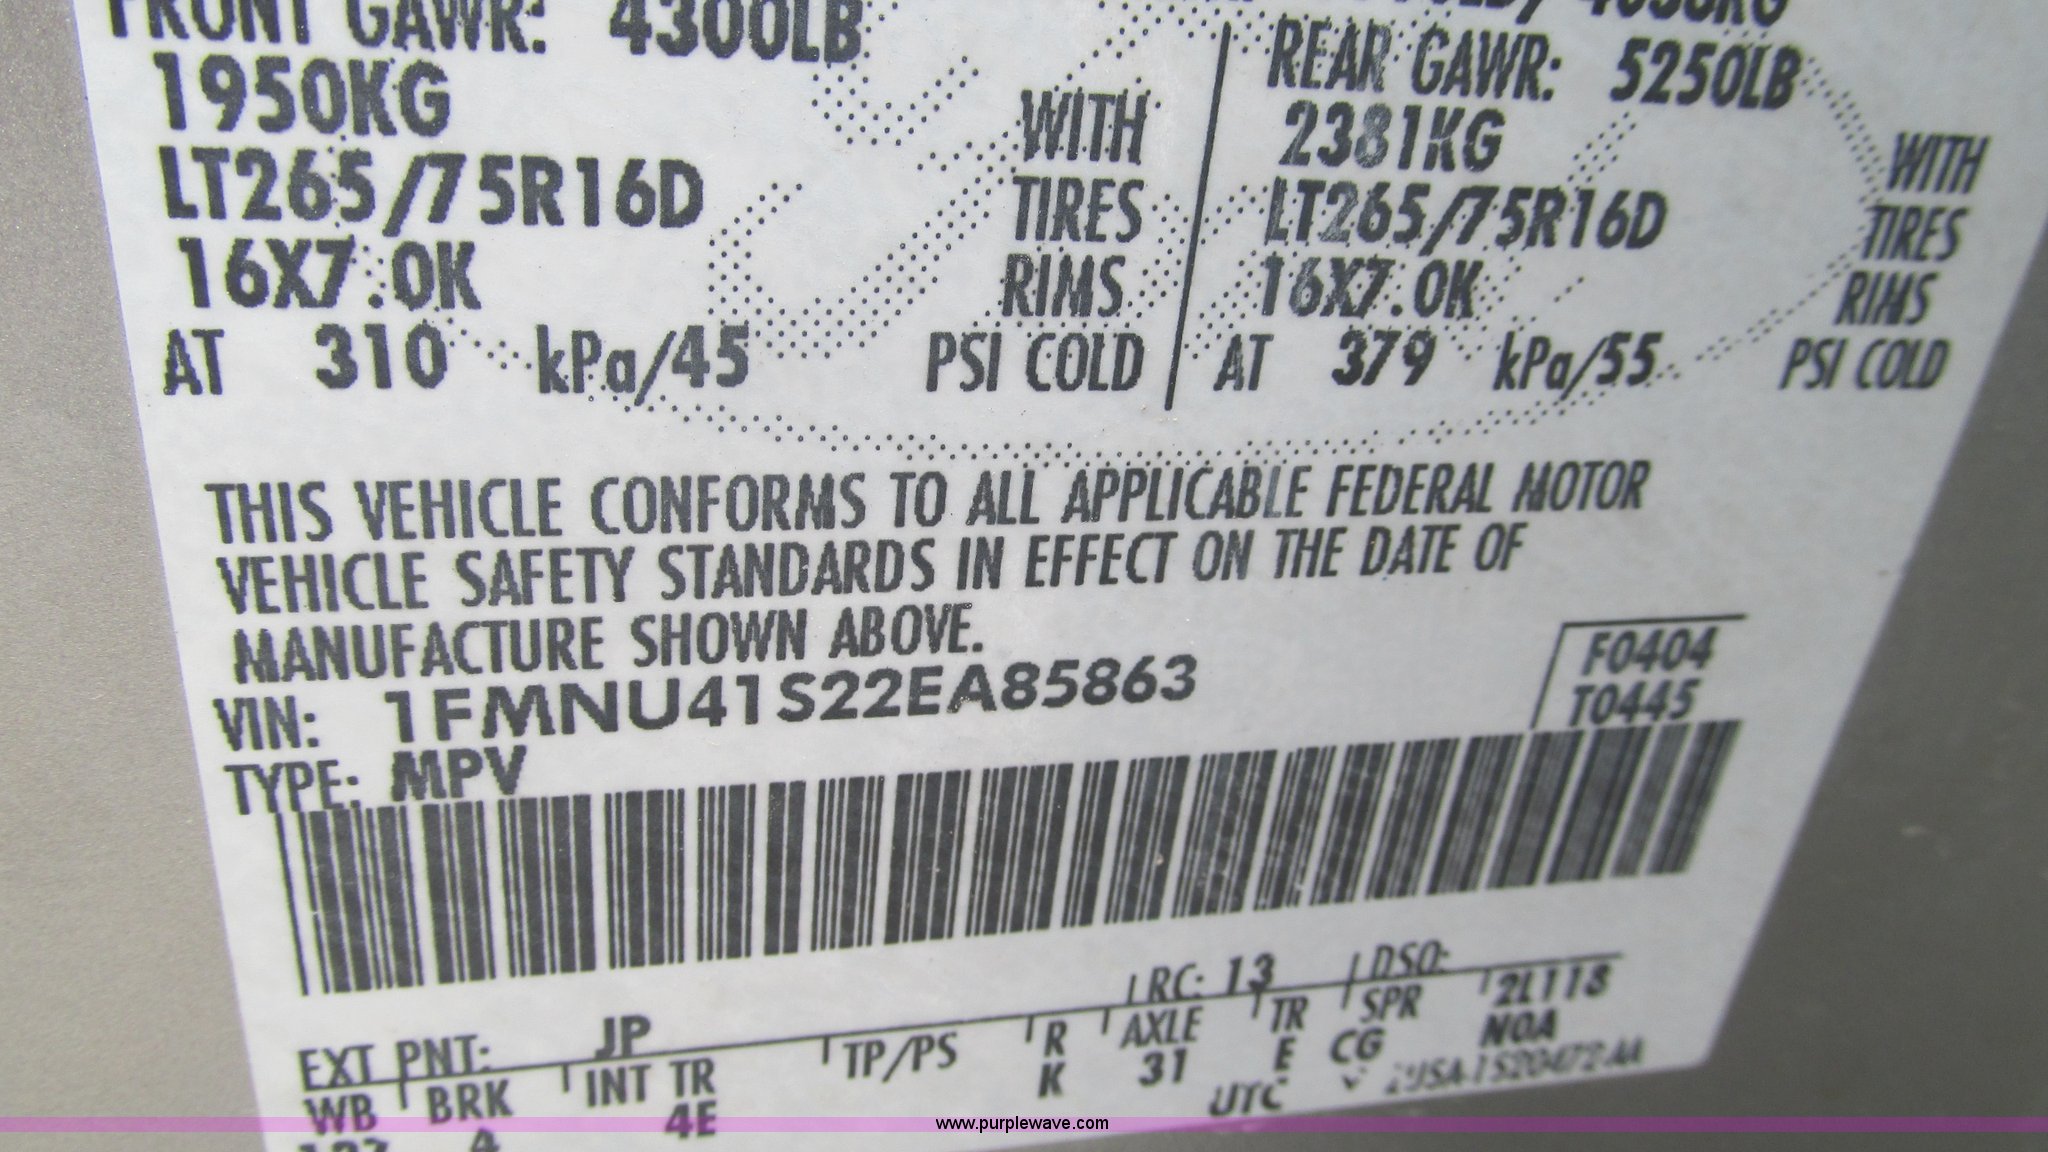 FRONT GAWR: 4300LB
1950KG WITH
LT265/75R16D TIRES
16X7.0K RIMS
AT 310 kPa/45 PSI COLD
REAR GAWR: 5250LB
2381KG WITH
LT265/75R16D TIRES
16X7.0K RIMS
AT 379 kPa/55 PSI COLD
THIS VEHICLE CONFORMS TO ALL APPLICABLE FEDERAL MOTOR
VEHICLE SAFETY STANDARDS IN EFFECT ON THE DATE OF
MANUFACTURE SHOWN ABOVE.
VIN: 1FMNU41S22EA85863
F0404
T0445
TYPE: MPV
RC: 13 DSO:
EXT PNT: JP
WB BRK INT TR TP/PS R AXLE TR SPR 2L118
4 4E K 31 E CG NOA
UTC
www.purplewave.com